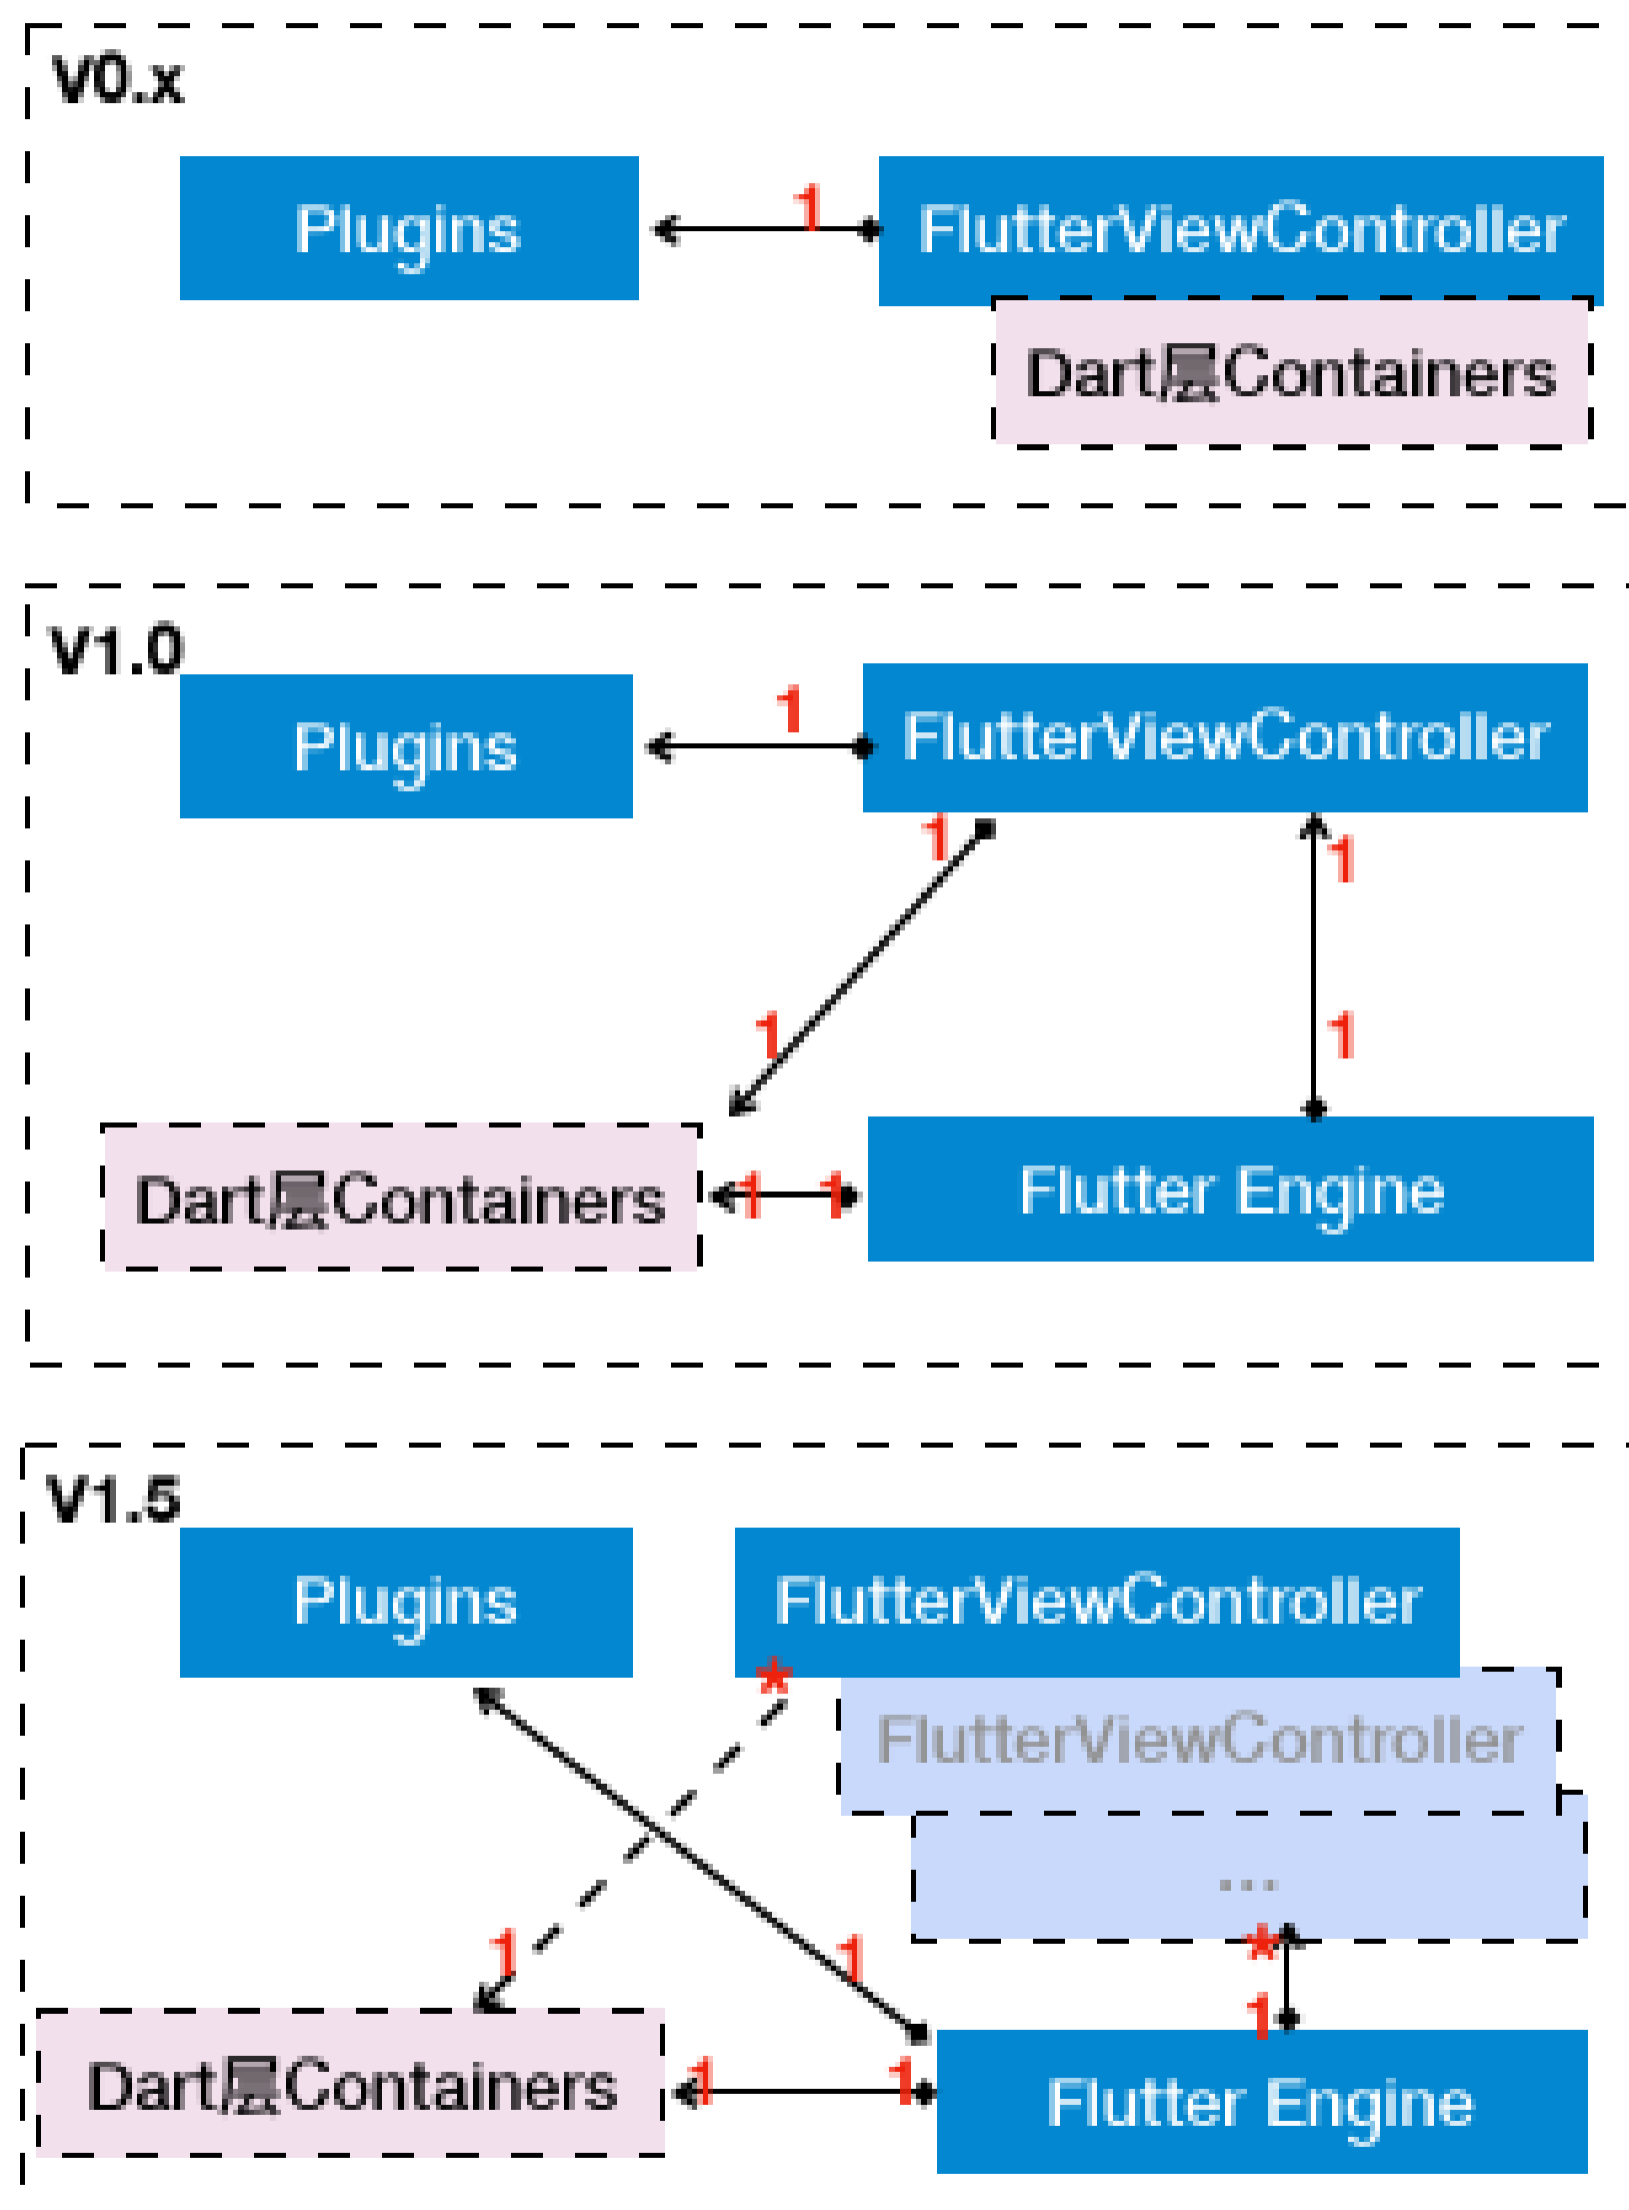 V0.x
Plugins
1
FlutterViewController
Dart层Containers
V1.0
Plugins
1
FlutterViewController
1
1
1
1
Dart层Containers
1
1
Flutter Engine
V1.5
Plugins
FlutterViewController
*
FlutterViewController
...
1
1
*
1
Dart层Containers
1
1
Flutter Engine